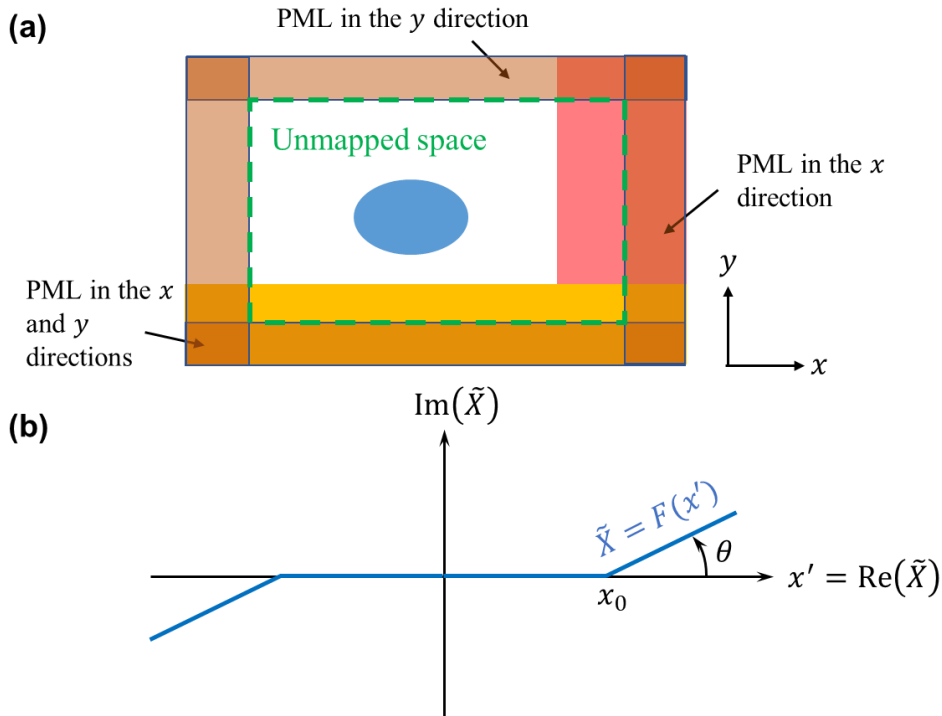 (a)
PML in the 𝑦 direction
Unmapped space
PML in the 𝑥
direction
PML in the 𝑥
and 𝑦
directions
𝑦
𝑥
(b)
Im(X̃)
X̃ = F(x′)
θ
x₀
x′ = Re(X̃)